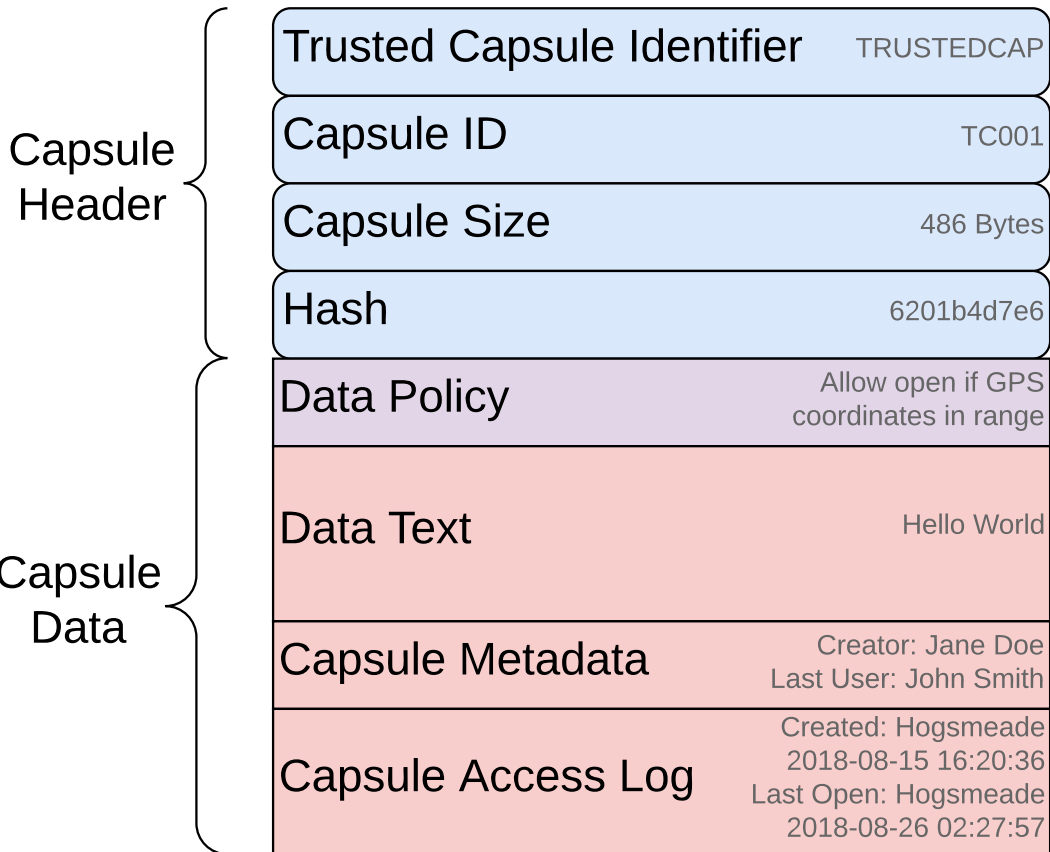 Capsule
Header
Trusted Capsule Identifier TRUSTEDCAP
Capsule ID TC001
Capsule Size 486 Bytes
Hash 6201b4d7e6
Capsule
Data
Data Policy
Allow open if GPS
coordinates in range
Data Text Hello World
Capsule Metadata
Creator: Jane Doe
Last User: John Smith
Capsule Access Log
Created: Hogsmeade
2018-08-15 16:20:36
Last Open: Hogsmeade
2018-08-26 02:27:57